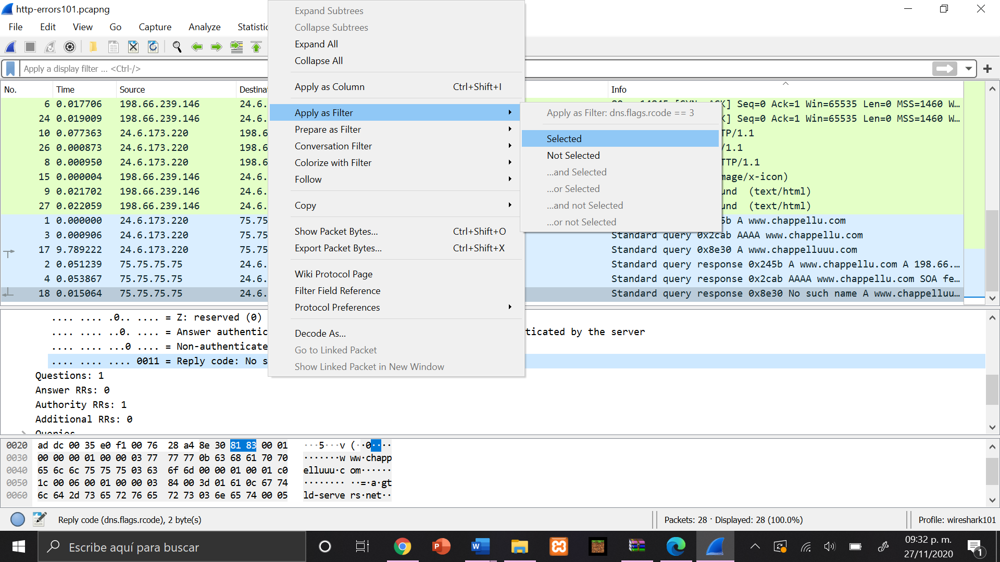 http-errors101.pcapng
File Edit View Go Capture Analyze Statistic
Apply a display filter ... <Ctrl-/>
No. Time Source Destinat Info
6 0.017706 198.66.239.146 24.6. K] Seq=0 Ack=1 Win=65535 Len=0 MSS=1460 W…
24 0.019009 198.66.239.146 24.6. K] Seq=0 Ack=1 Win=65535 Len=0 MSS=1460 W…
10 0.077363 24.6.173.220 198.6 TP/1.1
26 0.000873 24.6.173.220 198.6 /1.1
8 0.000950 24.6.173.220 198.6 TTP/1.1
15 0.000004 198.66.239.146 24.6. mage/x-icon)
9 0.021702 198.66.239.146 24.6. und (text/html)
27 0.022059 198.66.239.146 24.6. und (text/html)
1 0.000000 24.6.173.220 75.75 5b A www.chappellu.com
3 0.000906 24.6.173.220 75.75 Standard query 0x2cab AAAA www.chappellu.com
17 9.789222 24.6.173.220 75.75 Standard query 0x8e30 A www.chappelluuu.com
2 0.051239 75.75.75.75 24.6. Standard query response 0x245b A www.chappellu.com A 198.66.…
4 0.053867 75.75.75.75 24.6. Standard query response 0x2cab AAAA www.chappellu.com SOA fe…
18 0.015064 75.75.75.75 24.6. Standard query response 0x8e30 No such name A www.chappelluu…
Expand Subtrees
Collapse Subtrees
Expand All
Collapse All
Apply as Column Ctrl+Shift+I
Apply as Filter
Prepare as Filter
Conversation Filter
Colorize with Filter
Follow
Copy
Show Packet Bytes... Ctrl+Shift+O
Export Packet Bytes... Ctrl+Shift+X
Wiki Protocol Page
Filter Field Reference
Protocol Preferences
Decode As...
Go to Linked Packet
Show Linked Packet in New Window
Apply as Filter: dns.flags.rcode == 3
Selected
Not Selected
...and Selected
...or Selected
...and not Selected
...or not Selected
.... .... .0.. .... = Z: reserved (0)
.... .... ..0. .... = Answer authentic ticated by the server
.... .... ...0 .... = Non-authenticate
.... .... .... 0011 = Reply code: No s
Questions: 1
Answer RRs: 0
Authority RRs: 1
Additional RRs: 0
Queries
0020 ad dc 00 35 e0 f1 00 76 28 a4 8e 30 81 83 00 01 ···5···v (··0····
0030 00 00 00 01 00 00 03 77 77 77 0b 63 68 61 70 70 ·······w ww·chapp
0040 65 6c 6c 75 75 75 03 63 6f 6d 00 00 01 00 01 c0 elluuu·c om······
0050 1c 00 06 00 01 00 00 03 84 00 3d 01 61 0c 67 74 ········ ··=·a·gt
0060 6c 64 2d 73 65 72 76 65 72 73 03 6e 65 74 00 05 ld-serve rs·net··
Reply code (dns.flags.rcode), 2 byte(s) Packets: 28 · Displayed: 28 (100.0%) Profile: wireshark101
Escribe aquí para buscar
09:32 p. m.
27/11/2020
1